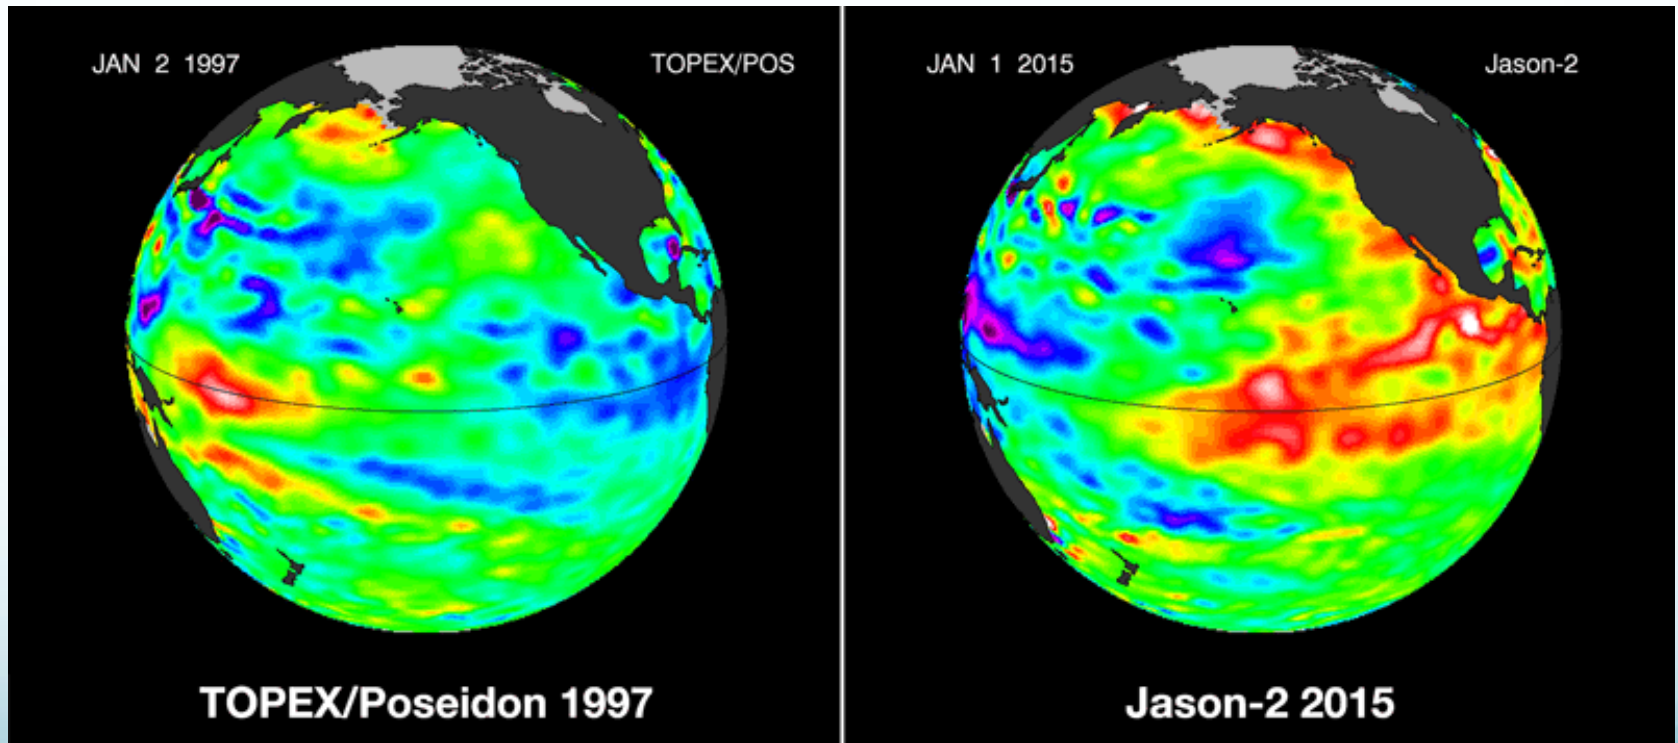 JAN 2 1997
TOPEX/POS
TOPEX/Poseidon 1997
JAN 1 2015
Jason-2
Jason-2 2015